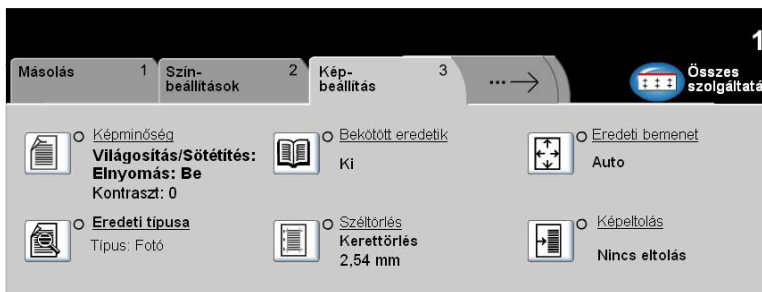 1
Másolás 1
Szín-
beállítások 2
Kép-
beállítás 3
Összes
szolgáltatá
Képminőség
Világosítás/Sötétítés:
Elnyomás: Be
Kontraszt: 0
Bekötött eredetik
Ki
Eredeti bemenet
Auto
Eredeti típusa
Típus: Fotó
Széltörlés
Kerettörlés
2,54 mm
Képeltolás
Nincs eltolás